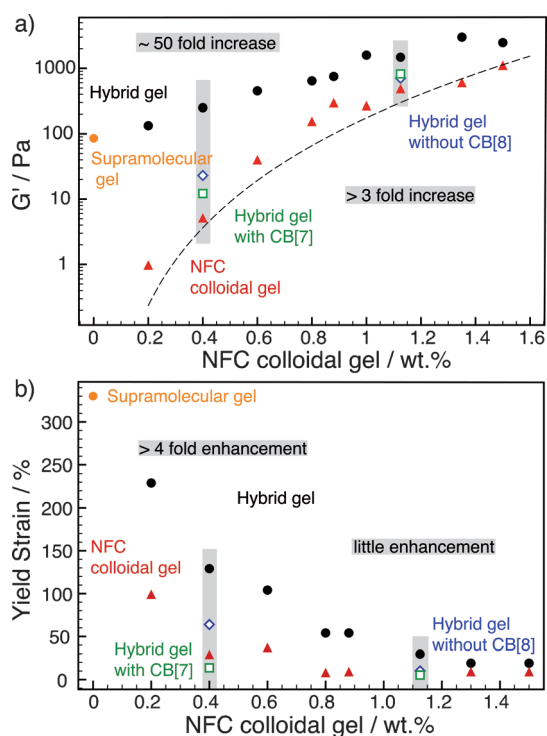 a)
~ 50 fold increase
1000
Hybrid gel
Hybrid gel
without CB[8]
100
G' / Pa
Supramolecular
gel
> 3 fold increase
10
Hybrid gel
with CB[7]
NFC
colloidal gel
1
0 0.2 0.4 0.6 0.8 1.0 1.2 1.4 1.6
NFC colloidal gel / wt.%
b)
Supramolecular gel
300
> 4 fold enhancement
250
Hybrid gel
200
Yield Strain / %
NFC
colloidal gel
little enhancement
150
100
Hybrid gel
without CB[8]
50
Hybrid gel
with CB[7]
0
0 0.2 0.4 0.6 0.8 1.0 1.2 1.4
NFC colloidal gel / wt.%